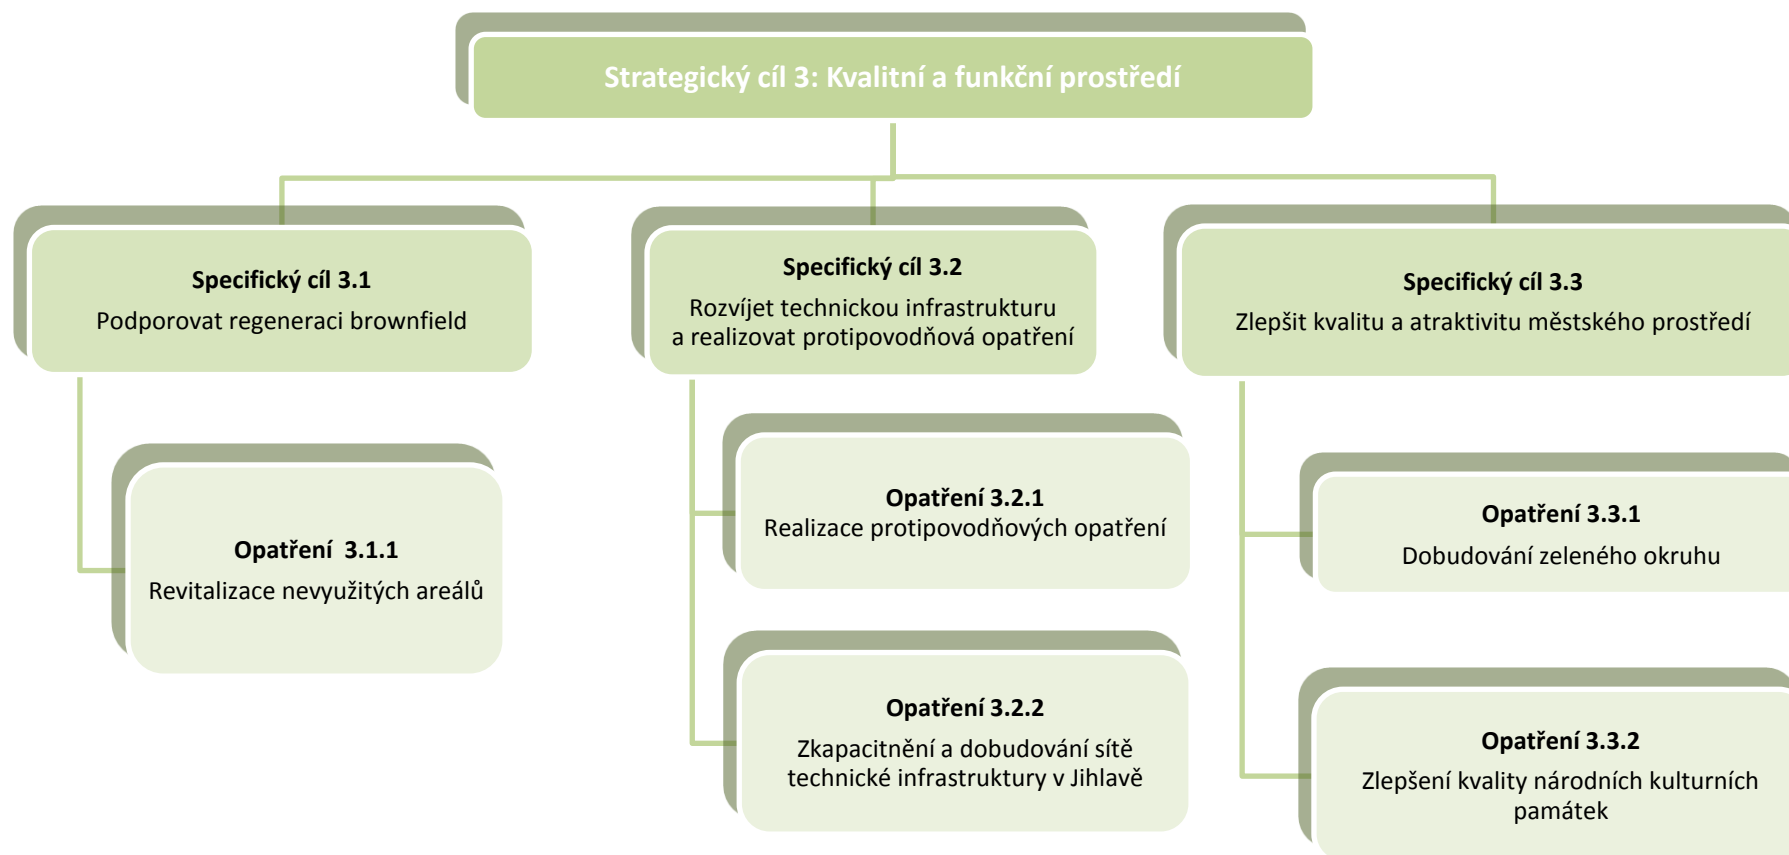 Strategický cíl 3: Kvalitní a funkční prostředí
Specifický cíl 3.1
Podporovat regeneraci brownfield
Opatření 3.1.1
Revitalizace nevyužitých areálů
Specifický cíl 3.2
Rozvíjet technickou infrastrukturu
a realizovat protipovodňová opatření
Opatření 3.2.1
Realizace protipovodňových opatření
Opatření 3.2.2
Zkapacitnění a dobudování sítě
technické infrastruktury v Jihlavě
Specifický cíl 3.3
Zlepšit kvalitu a atraktivitu městského prostředí
Opatření 3.3.1
Dobudování zeleného okruhu
Opatření 3.3.2
Zlepšení kvality národních kulturních
památek